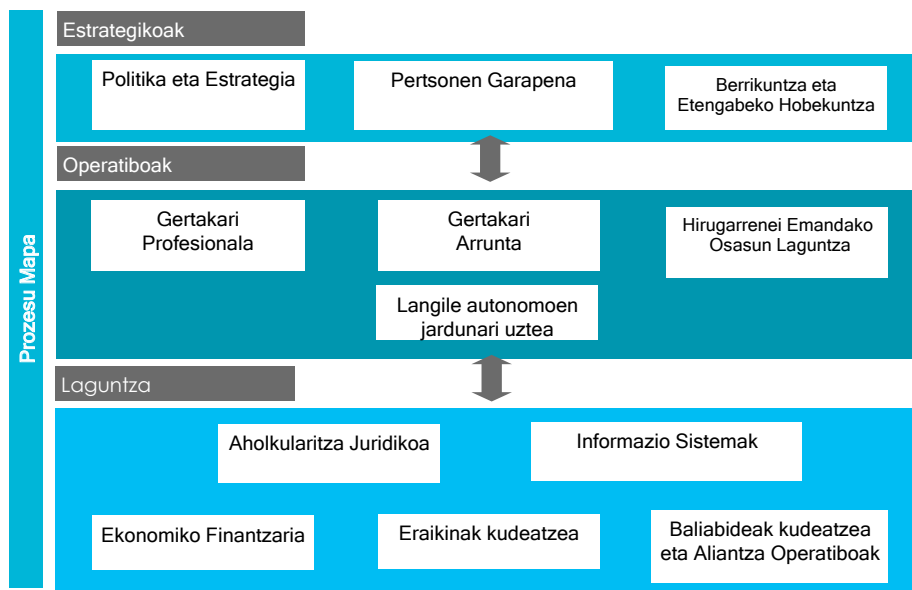 Prozesu Mapa
Estrategikoak
Politika eta Estrategia
Pertsonen Garapena
Berrikuntza eta
Etengabeko Hobekuntza
Operatiboak
Gertakari
Profesionala
Gertakari
Arrunta
Hirugarrenei Emandako
Osasun Laguntza
Langile autonomoen
jardunari uztea
Laguntza
Aholkularitza Juridikoa
Informazio Sistemak
Ekonomiko Finantzaria
Eraikinak kudeatzea
Baliabideak kudeatzea
eta Aliantza Operatiboak